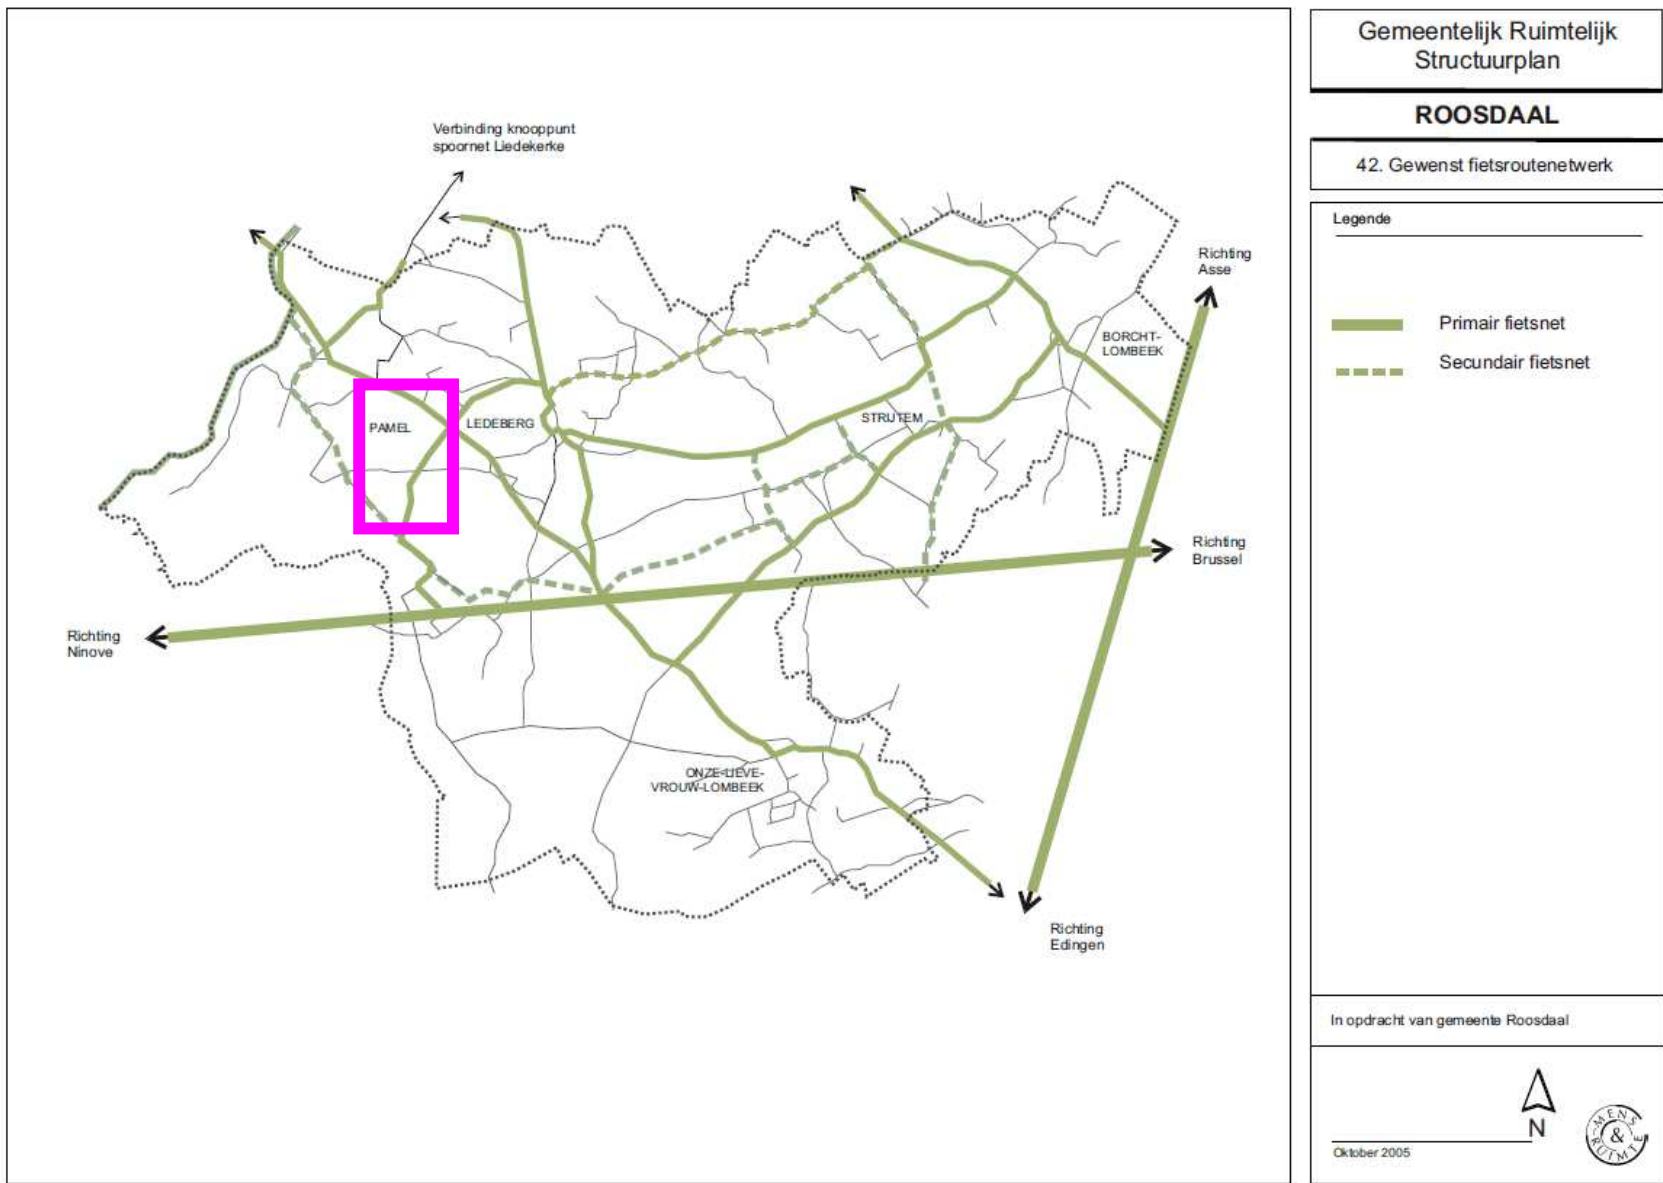 Gemeentelijk Ruimtelijk
Structuurplan
ROOSDAAL
42. Gewenst fietsroutenetwerk
Legende
Primair fietsnet
Secundair fietsnet
Verbinding knooppunt
spoornet Liedekerke
Richting
Asse
BORCHT-
LOMBEEK
PAMEL
LEDEBERG
STRIJTEM
Richting
Brussel
Richting
Ninove
ONZE-LIEVE-
VROUW-LOMBEEK
Richting
Edingen
In opdracht van gemeente Roosdaal
N
MENS
&
RUIMTE
Oktober 2005